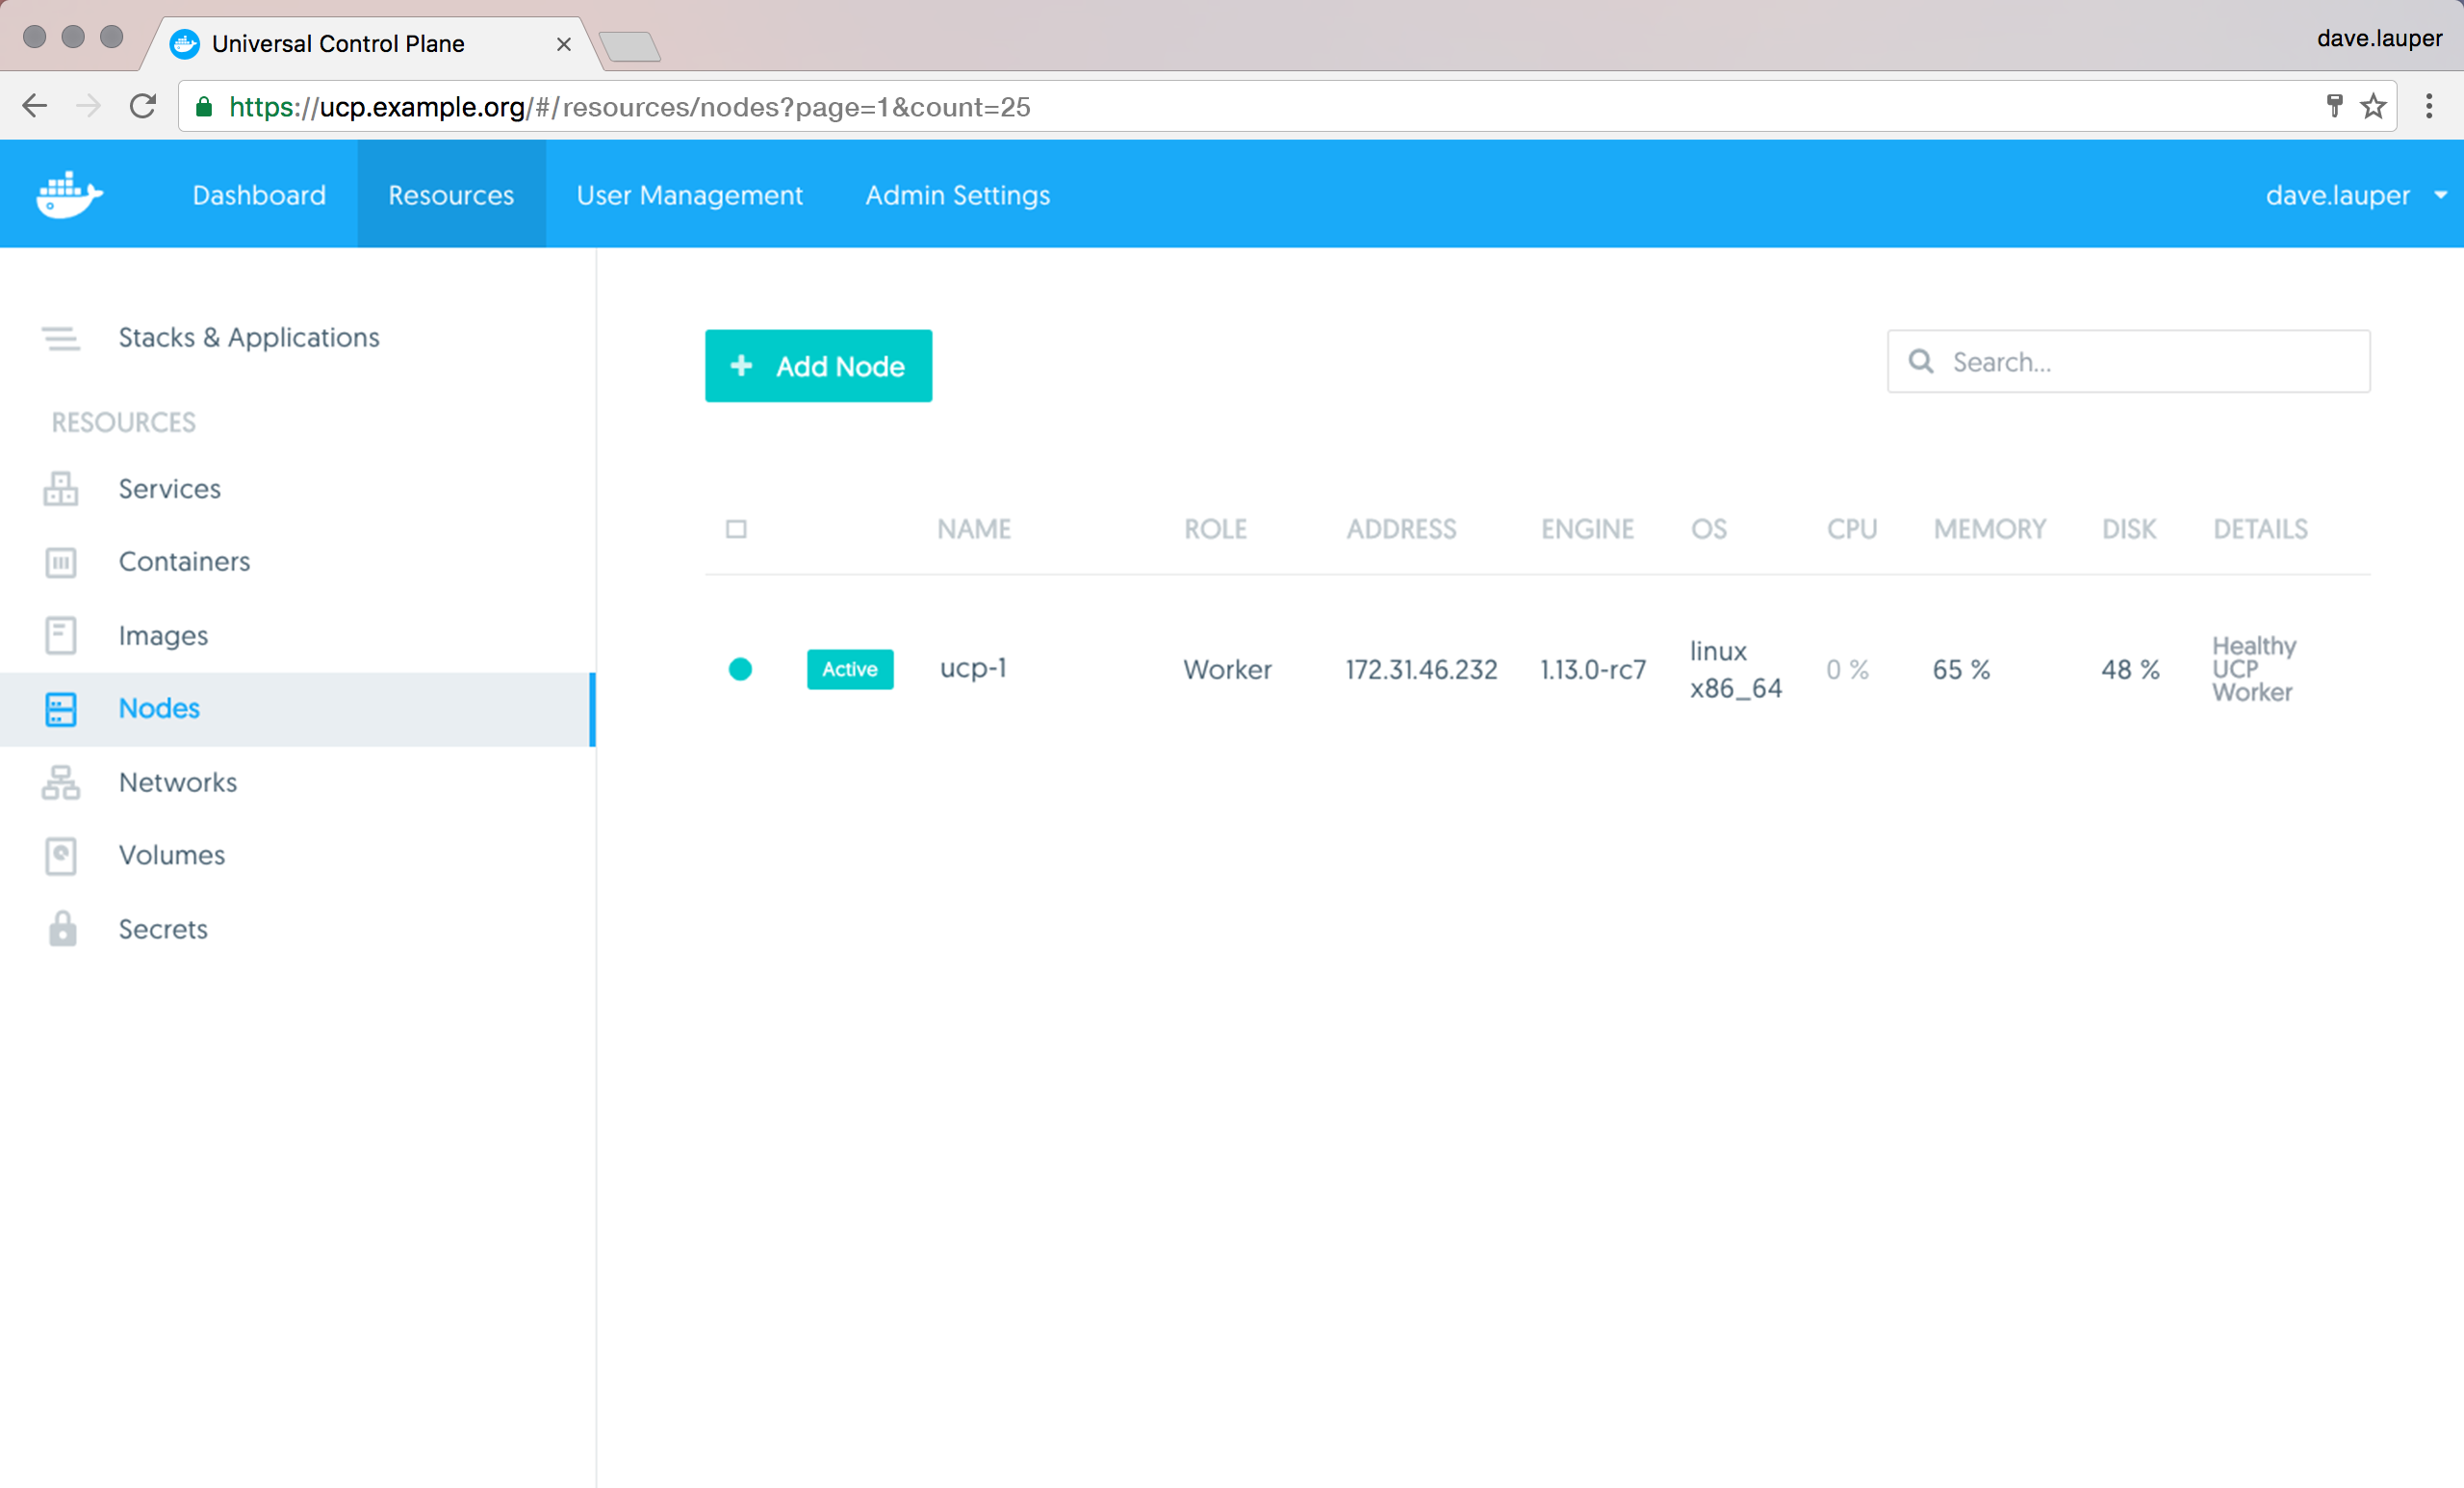 Universal Control Plane
dave.lauper
https://ucp.example.org/#/resources/nodes?page=1&count=25
Dashboard Resources User Management Admin Settings dave.lauper
Stacks & Applications
RESOURCES
Services
Containers
Images
Nodes
Networks
Volumes
Secrets
+ Add Node
Search...
NAME ROLE ADDRESS ENGINE OS CPU MEMORY DISK DETAILS
Active ucp-1 Worker 172.31.46.232 1.13.0-rc7 linux x86_64 0 % 65 % 48 % Healthy UCP Worker